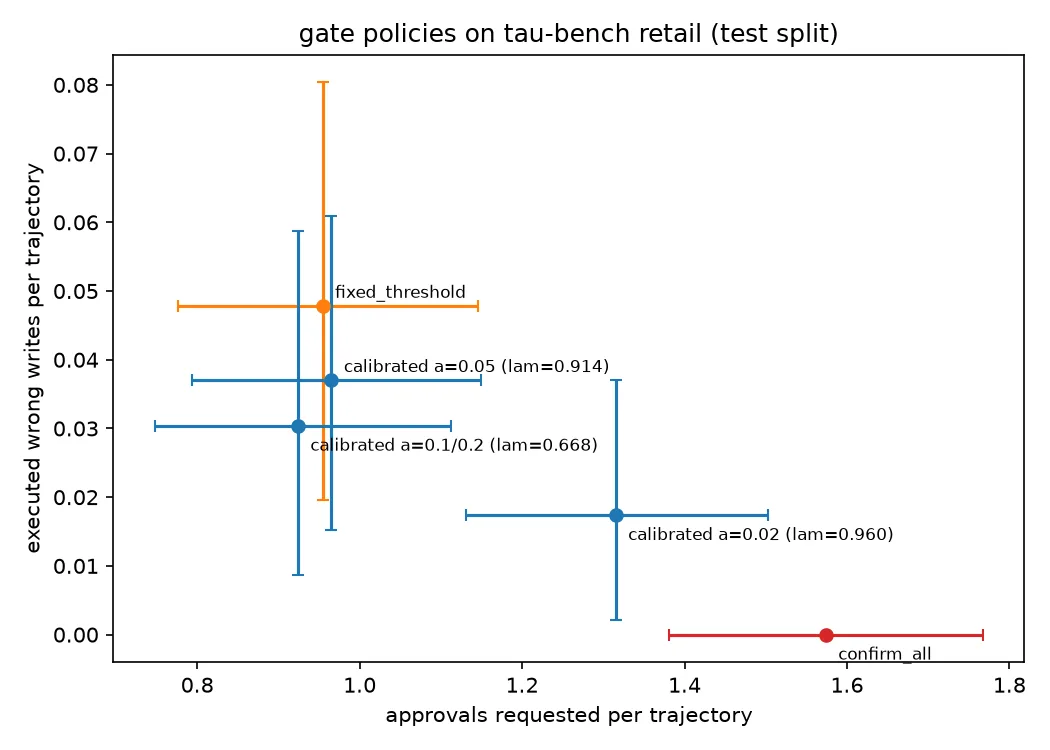 gate policies on tau-bench retail (test split)
executed wrong writes per trajectory
0.08
0.07
0.06
0.05
0.04
0.03
0.02
0.01
0.00
fixed_threshold
calibrated a=0.05 (lam=0.914)
calibrated a=0.1/0.2 (lam=0.668)
calibrated a=0.02 (lam=0.960)
confirm_all
0.8 1.0 1.2 1.4 1.6 1.8
approvals requested per trajectory